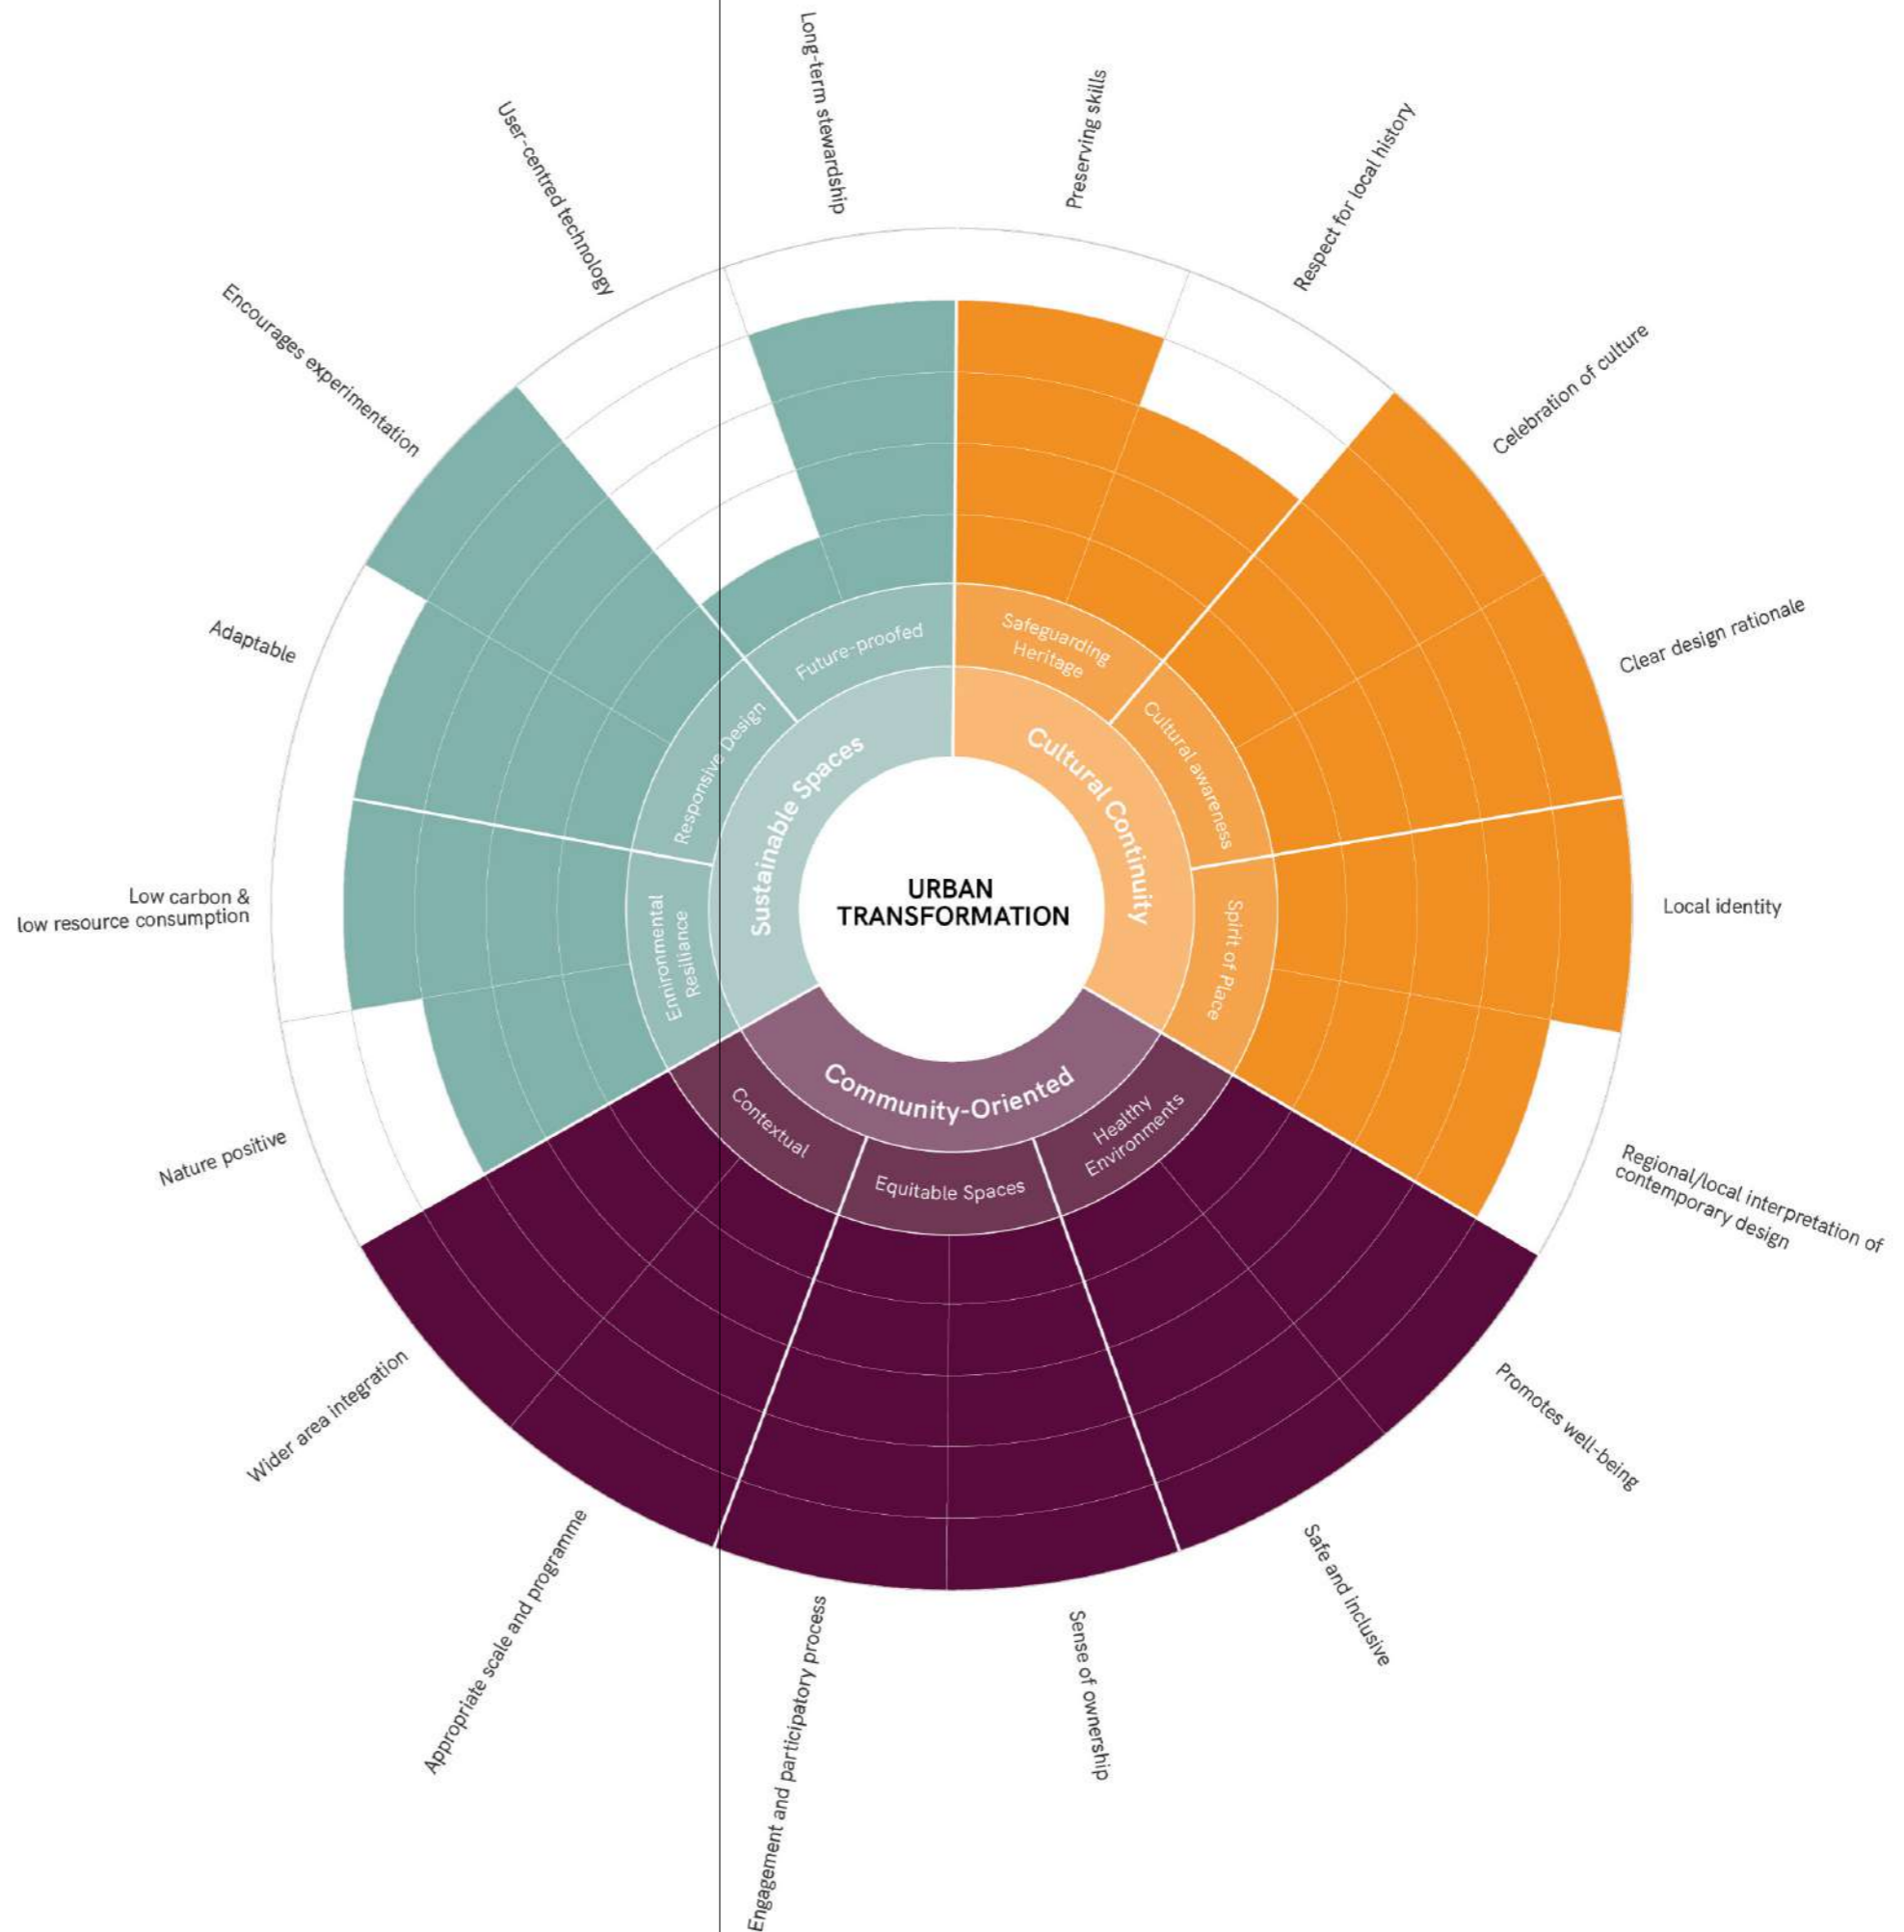 Long-term stewardship
Preserving skills
Respect for local history
Celebration of culture
Clear design rationale
Local identity
Regional/local interpretation of
contemporary design
Promotes well-being
Safe and inclusive
Sense of ownership
Engagement and participatory process
Appropriate scale and programme
Wider area integration
Nature positive
Low carbon &
low resource consumption
Adaptable
Encourages experimentation
User-centred technology
Future-proofed
Safeguarding
Heritage
Cultural awareness
Spirit of Place
Healthy
Environments
Equitable Spaces
Contextual
Ennironmental
Resiliance
Responsive Design
Sustainable Spaces
Cultural Continuity
Community-Oriented
URBAN
TRANSFORMATION